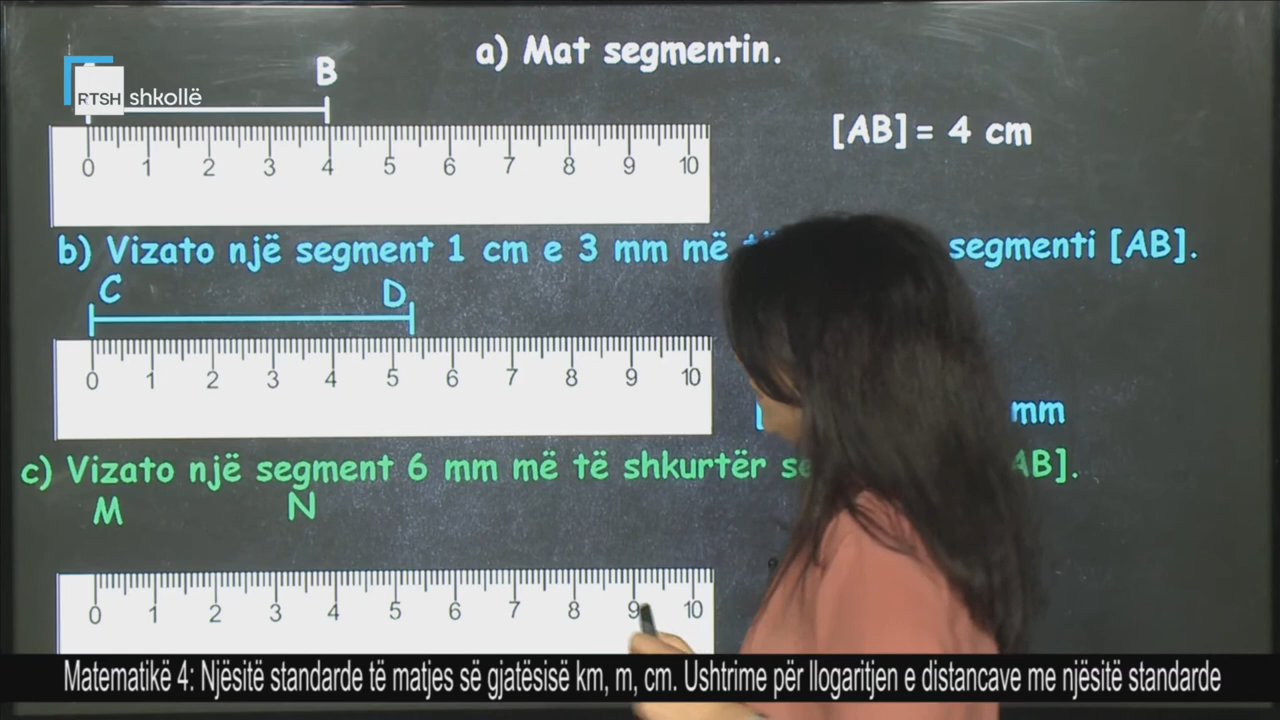 a) Mat segmentin.
B
RTSH shkollë
[AB] = 4 cm
0 1 2 3 4 5 6 7 8 9 10
b) Vizato një segment 1 cm e 3 mm më segmenti [AB].
C D
0 1 2 3 4 5 6 7 8 9 10
mm
c) Vizato një segment 6 mm më të shkurtër AB].
M N
0 1 2 3 4 5 6 7 8 9 10
Matematikë 4: Njësitë standarde të matjes së gjatësisë km, m, cm. Ushtrime për llogaritjen e distancave me njësitë standarde